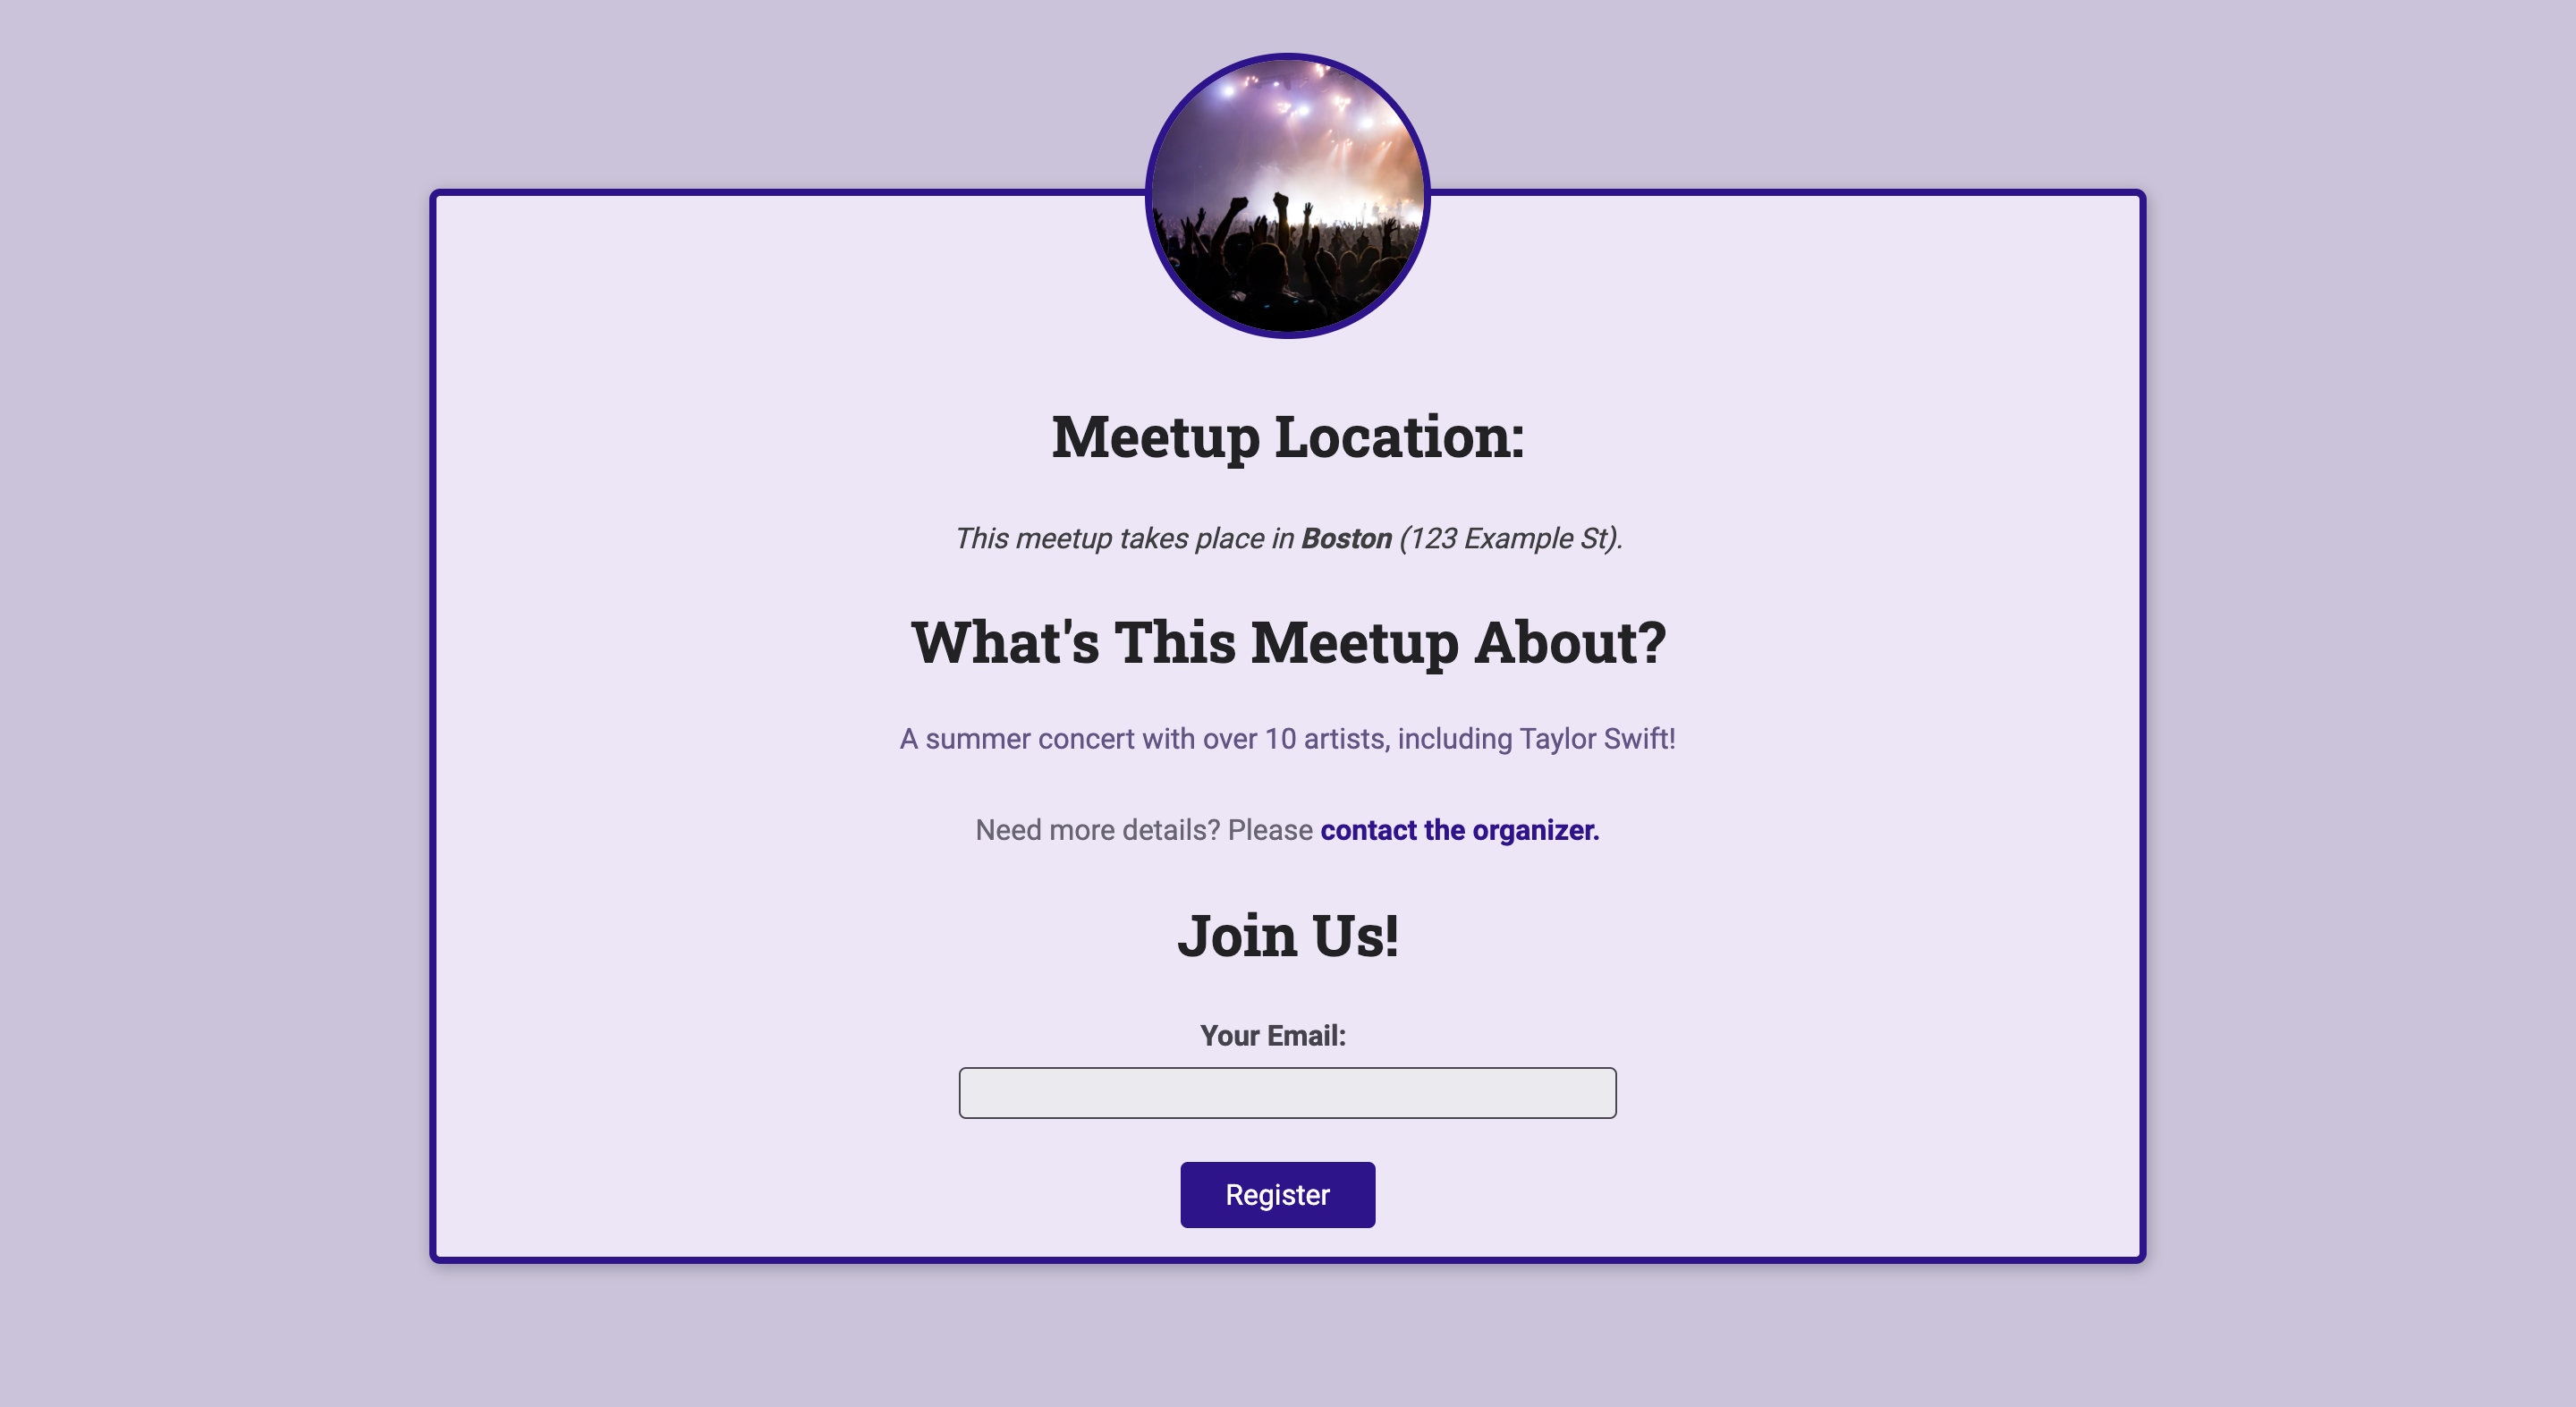 Meetup Location:
This meetup takes place in Boston (123 Example St).
What's This Meetup About?
A summer concert with over 10 artists, including Taylor Swift!
Need more details? Please contact the organizer.
Join Us!
Your Email:
Register